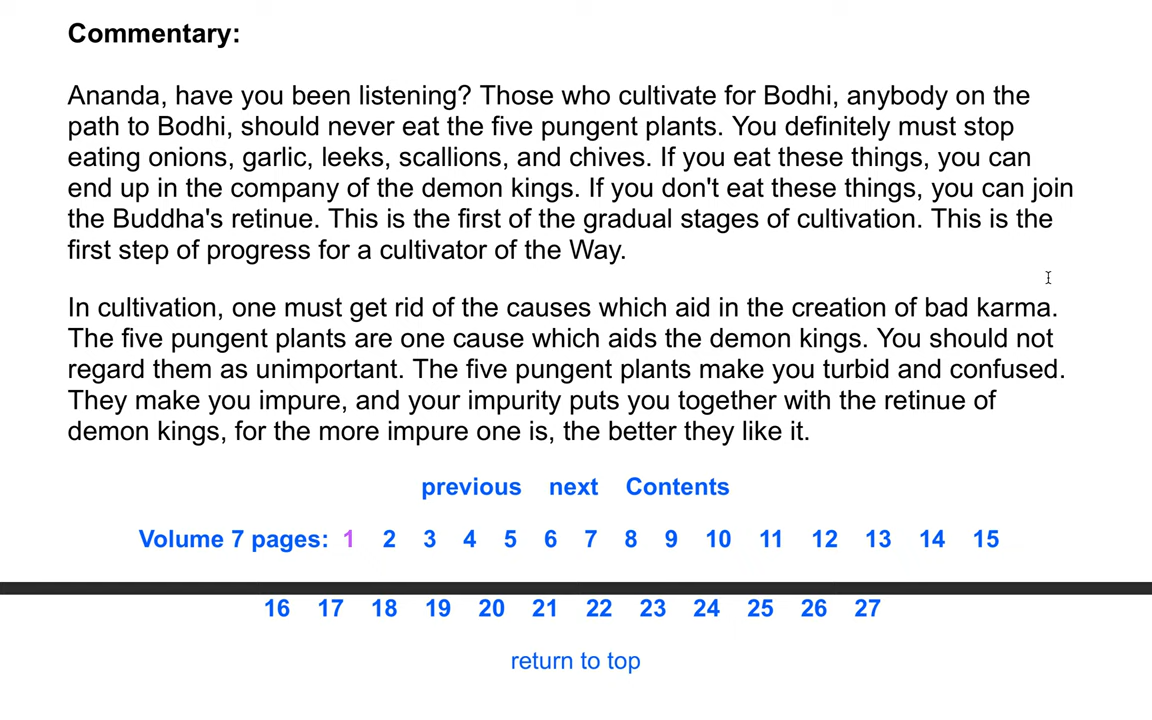 Commentary:
Ananda, have you been listening? Those who cultivate for Bodhi, anybody on the
path to Bodhi, should never eat the five pungent plants. You definitely must stop
eating onions, garlic, leeks, scallions, and chives. If you eat these things, you can
end up in the company of the demon kings. If you don't eat these things, you can join
the Buddha's retinue. This is the first of the gradual stages of cultivation. This is the
first step of progress for a cultivator of the Way.
In cultivation, one must get rid of the causes which aid in the creation of bad karma.
The five pungent plants are one cause which aids the demon kings. You should not
regard them as unimportant. The five pungent plants make you turbid and confused.
They make you impure, and your impurity puts you together with the retinue of
demon kings, for the more impure one is, the better they like it.
previous next Contents
Volume 7 pages: 1 2 3 4 5 6 7 8 9 10 11 12 13 14 15
16 17 18 19 20 21 22 23 24 25 26 27
return to top